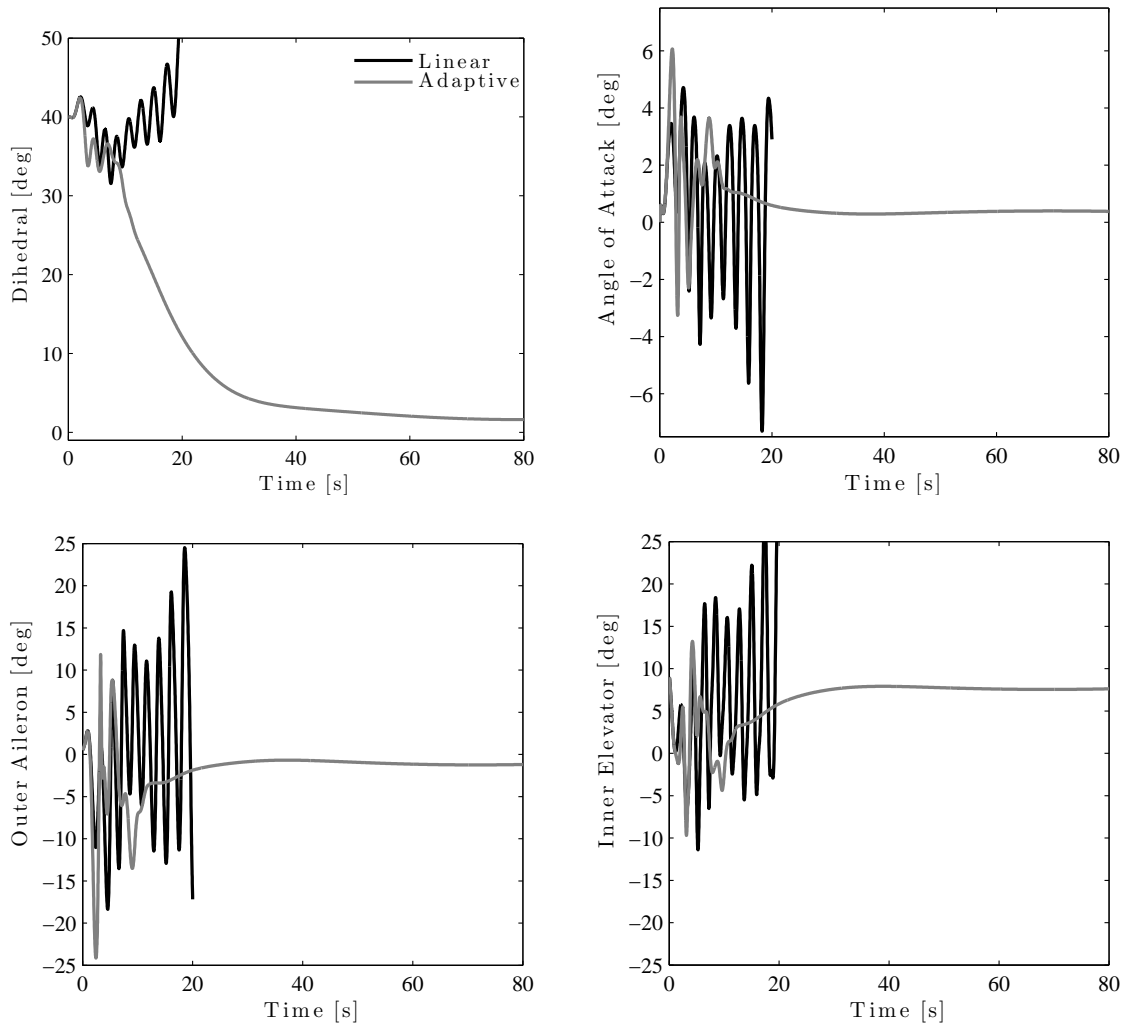 50
40
30
20
10
0
Dihedral [deg]
Linear
Adaptive
0 20 40 60 80
Time [s]
6
4
2
0
−2
−4
−6
Angle of Attack [deg]
0 20 40 60 80
Time [s]
25
20
15
10
5
0
−5
−10
−15
−20
−25
Outer Aileron [deg]
0 20 40 60 80
Time [s]
25
20
15
10
5
0
−5
−10
−15
−20
−25
Inner Elevator [deg]
0 20 40 60 80
Time [s]